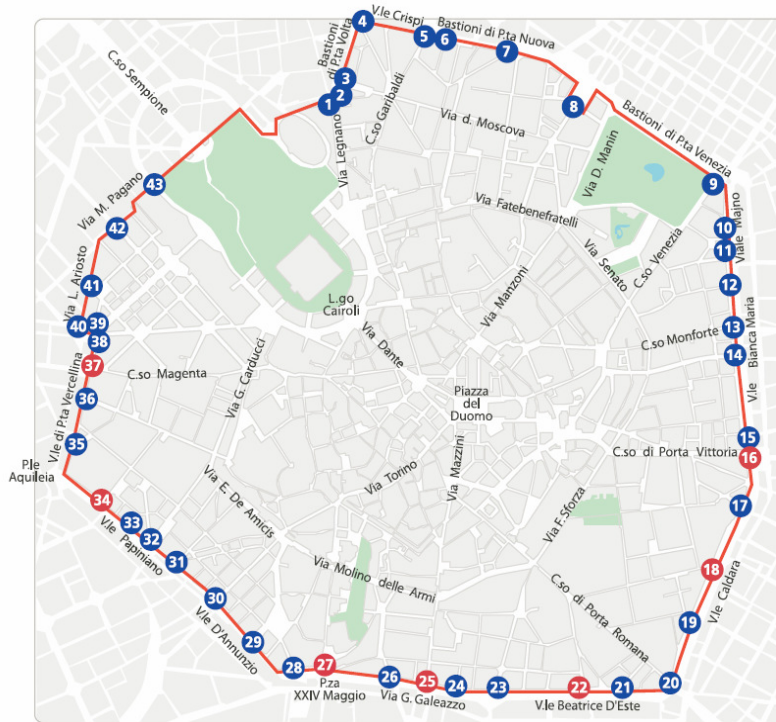 4
V.le Crispi
5
6
Bastioni di P.ta Nuova
7
Bastioni
di P.ta Volta
3
2
1
8
C.so Sempione
C.so Garibaldi
Via Legnano
Via d. Moscova
Bastioni di P.ta Venezia
Via D. Manin
43
Via M. Pagano
9
42
Via Fatebenefratelli
10
Viale Majno
11
Via Senato
C.so Venezia
41
Via L. Ariosto
12
L.go
Cairoli
Via Manzoni
40
39
38
13
C.so Monforte
14
V.le Bianca Maria
Via Dante
37
C.so Magenta
Via G. Carducci
Piazza
del
Duomo
36
V.le di P.ta Vercellina
35
15
C.so di Porta Vittoria
16
P.le
Aquileia
Via Mazzini
Via Torino
34
Via E. De Amicis
17
33
32
V.le Papiniano
31
Via F. Sforza
18
V.le Caldara
Via Molino delle Armi
30
C.so di Porta Romana
19
29
V.le D'Annunzio
28
27
P.za
XXIV Maggio
26
25
Via G. Galeazzo
24
23
22
21
20
V.le Beatrice D'Este